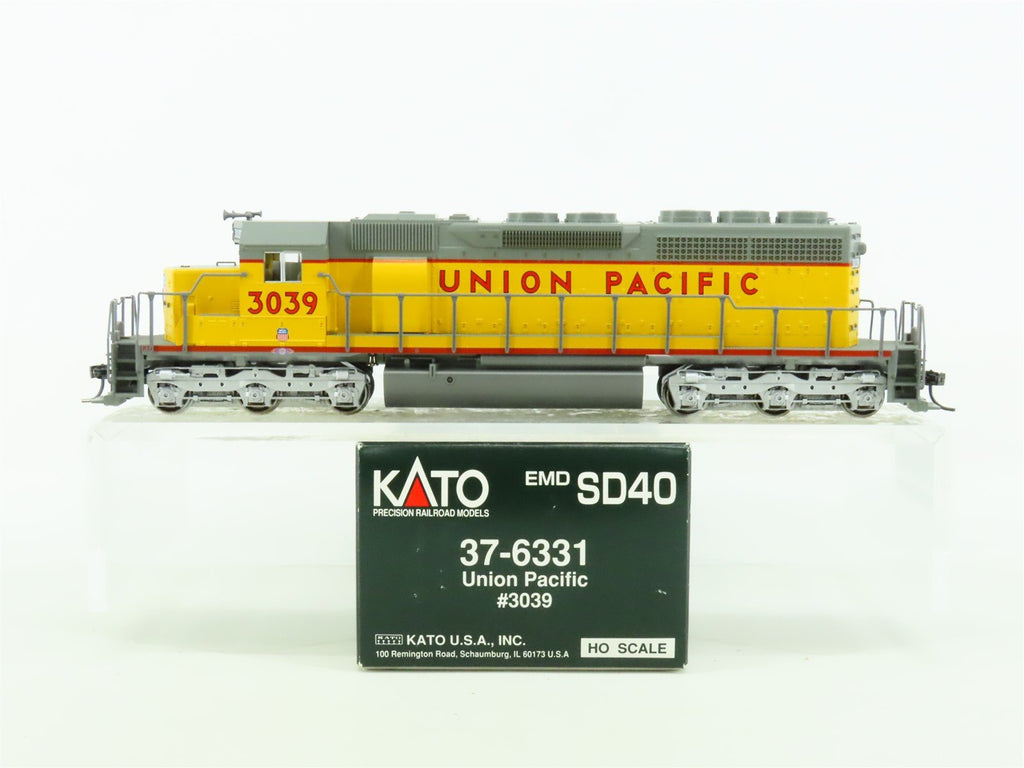 UNION PACIFIC
3039
KATO
PRECISION RAILROAD MODELS
EMD SD40
37-6331
Union Pacific
#3039
KATO KATO U.S.A., INC.
100 Remington Road, Schaumburg, IL 60173 U.S.A
HO SCALE